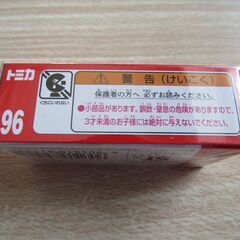 トミカ
96
くちにいれない
警告(けいこく)
保護者の方へ 必ずお読みください。
●小部品があります。誤飲・窒息の危険がありますので、
3才未満のお子様には絶対に与えないでください。